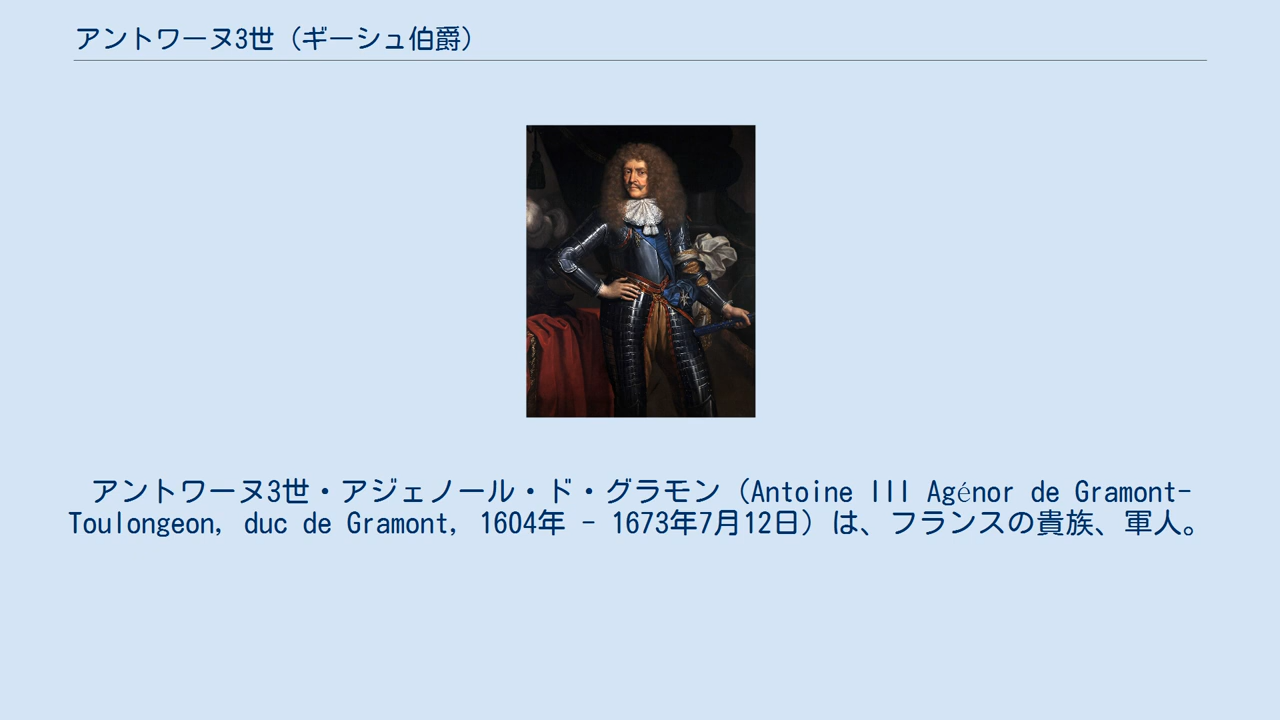 アントワーヌ3世（ギーシュ伯爵）
アントワーヌ3世・アジェノール・ド・グラモン（Antoine III Agénor de Gramont-
Toulongeon, duc de Gramont, 1604年 - 1673年7月12日）は、フランスの貴族、軍人。